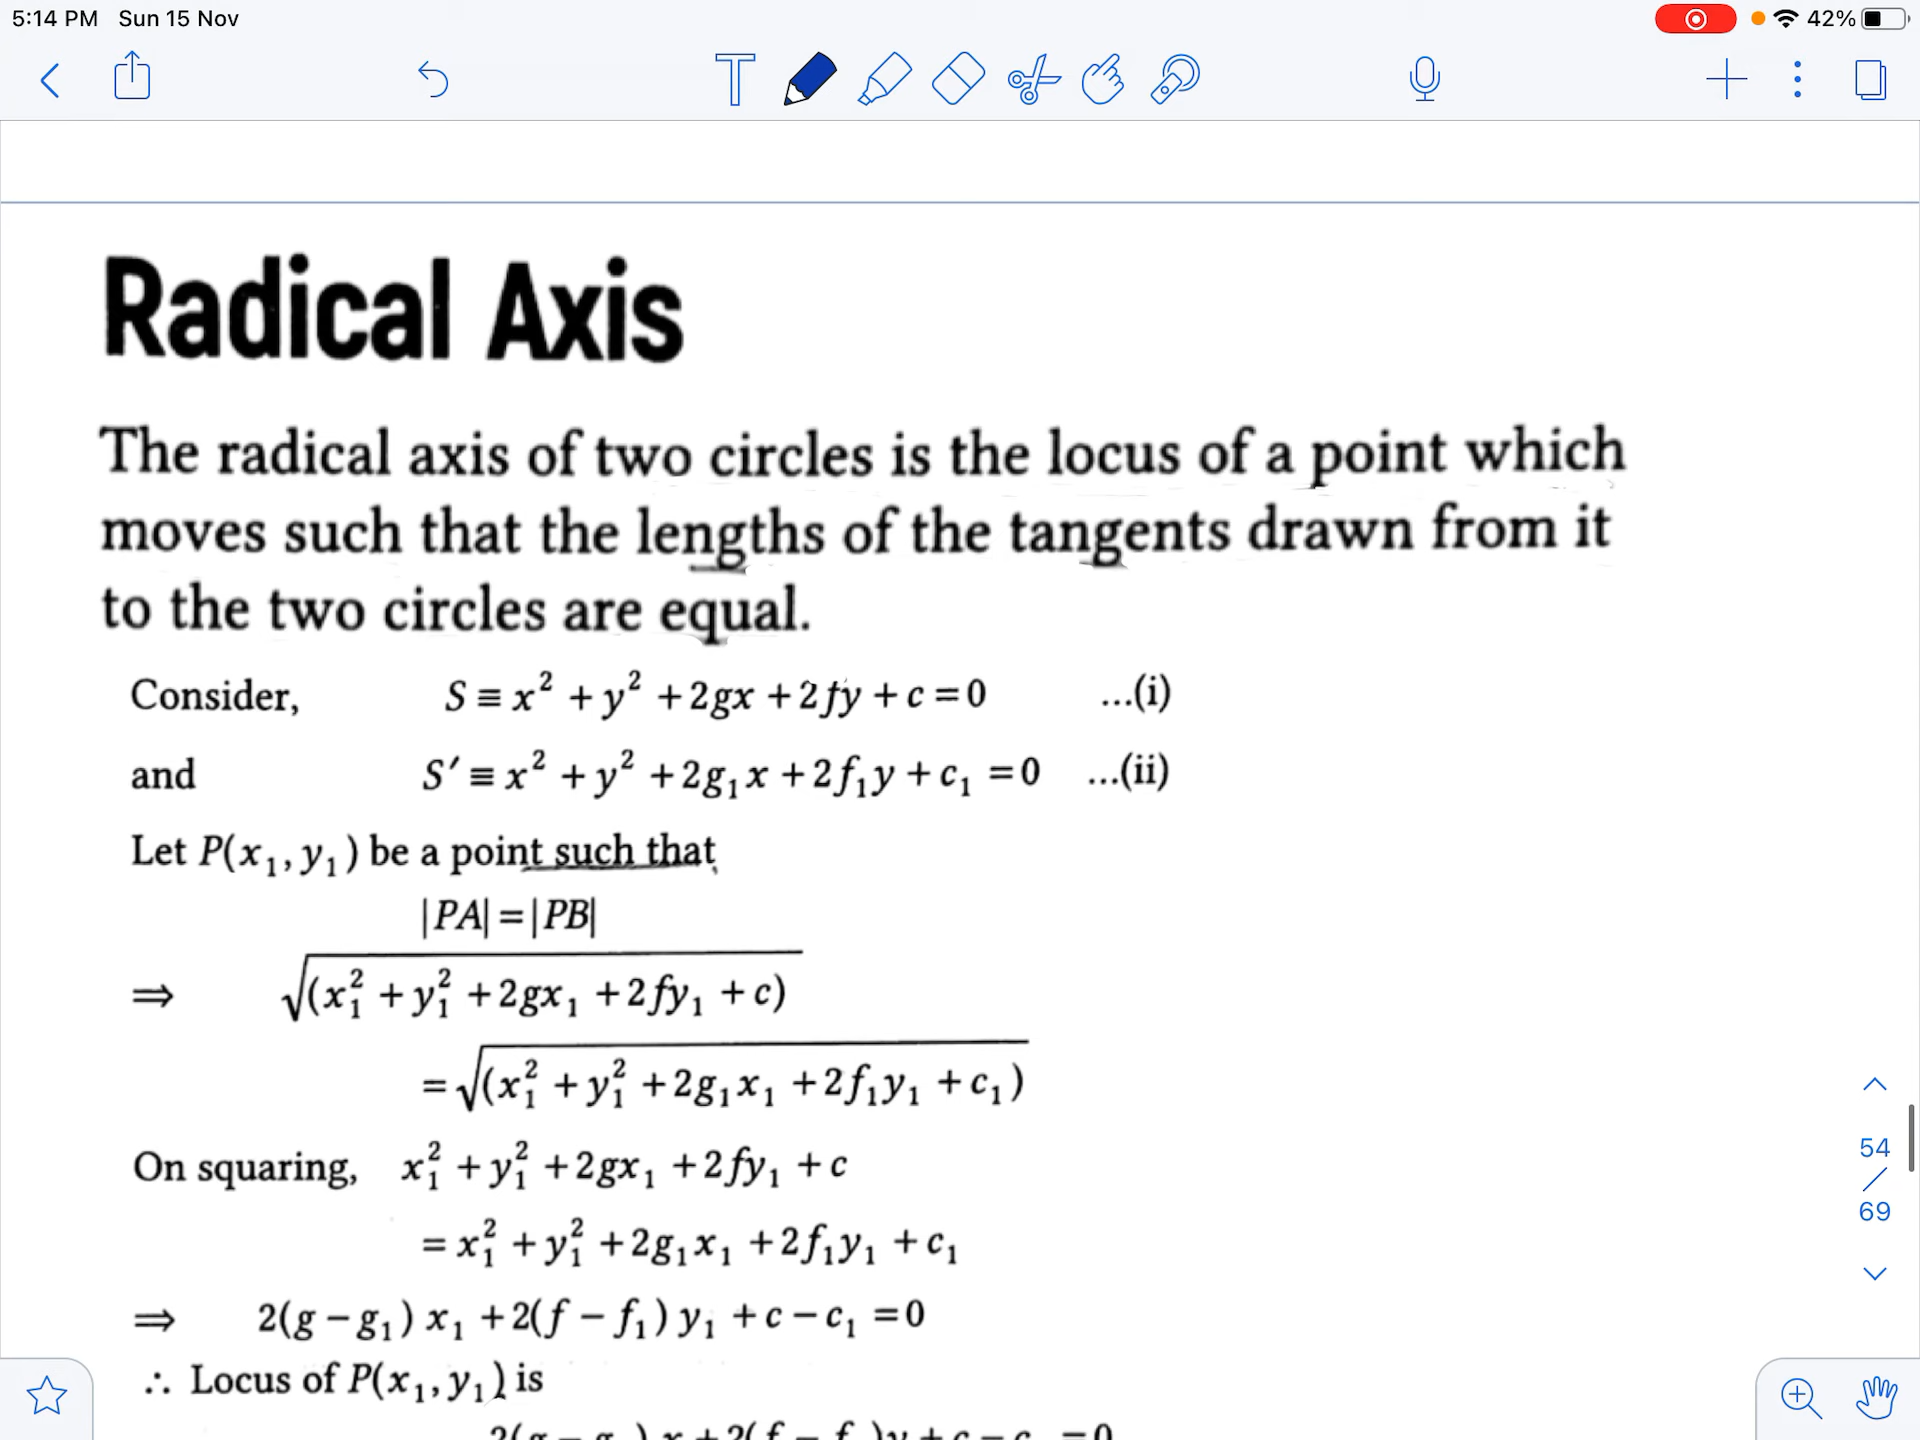 5:14 PM Sun 15 Nov 42%
Radical Axis
The radical axis of two circles is the locus of a point which
moves such that the lengths of the tangents drawn from it
to the two circles are equal.
Consider, S ≡ x² + y² + 2gx + 2fy + c = 0 ...(i)
and S′ ≡ x² + y² + 2g₁x + 2f₁y + c₁ = 0 ...(ii)
Let P(x₁, y₁) be a point such that
|PA| = |PB|
⇒ √(x₁² + y₁² + 2gx₁ + 2fy₁ + c)
= √(x₁² + y₁² + 2g₁x₁ + 2f₁y₁ + c₁)
On squaring, x₁² + y₁² + 2gx₁ + 2fy₁ + c
= x₁² + y₁² + 2g₁x₁ + 2f₁y₁ + c₁
⇒ 2(g − g₁) x₁ + 2(f − f₁) y₁ + c − c₁ = 0
∴ Locus of P(x₁, y₁) is
54
/
69